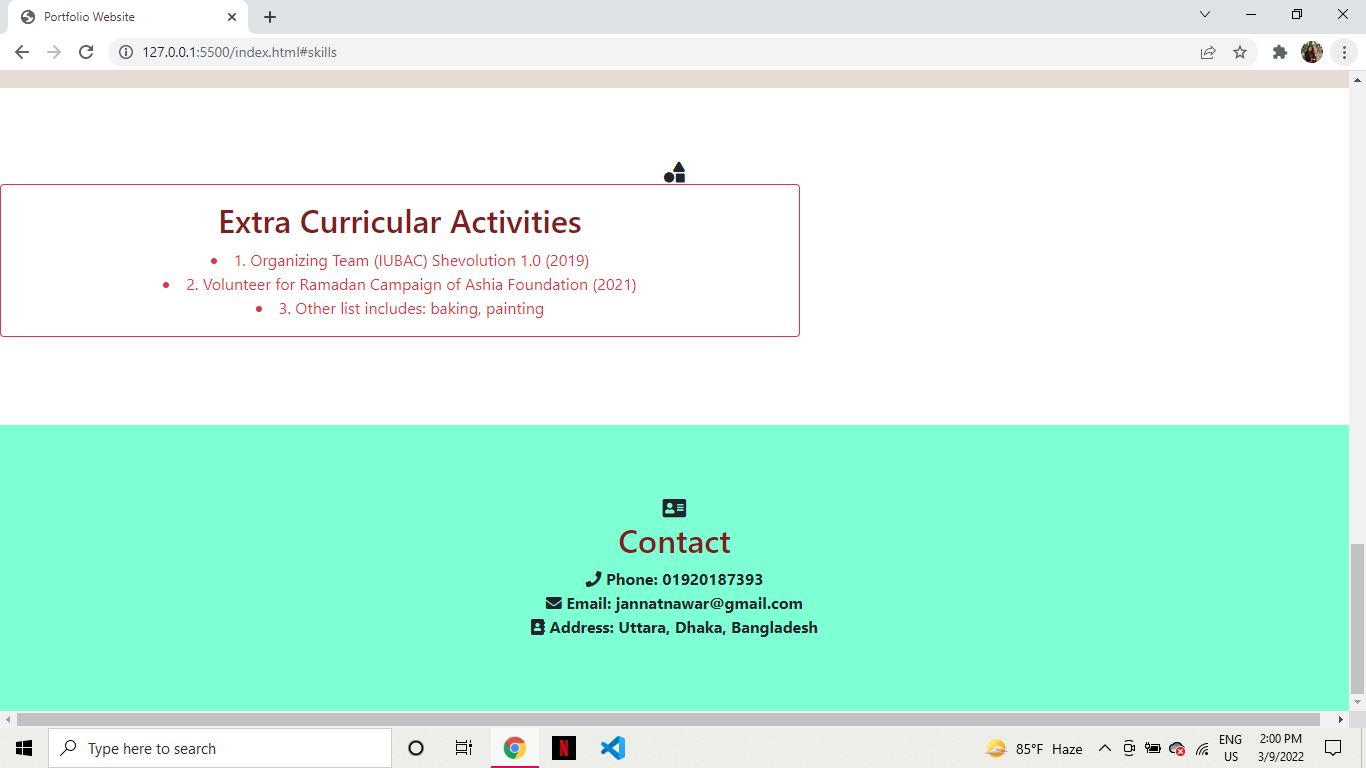 Portfolio Website
127.0.0.1:5500/index.html#skills
Extra Curricular Activities
1. Organizing Team (IUBAC) Shevolution 1.0 (2019)
2. Volunteer for Ramadan Campaign of Ashia Foundation (2021)
3. Other list includes: baking, painting
Contact
Phone: 01920187393
Email: jannatnawar@gmail.com
Address: Uttara, Dhaka, Bangladesh
Type here to search
N
85°F Haze
ENG
US
2:00 PM
3/9/2022